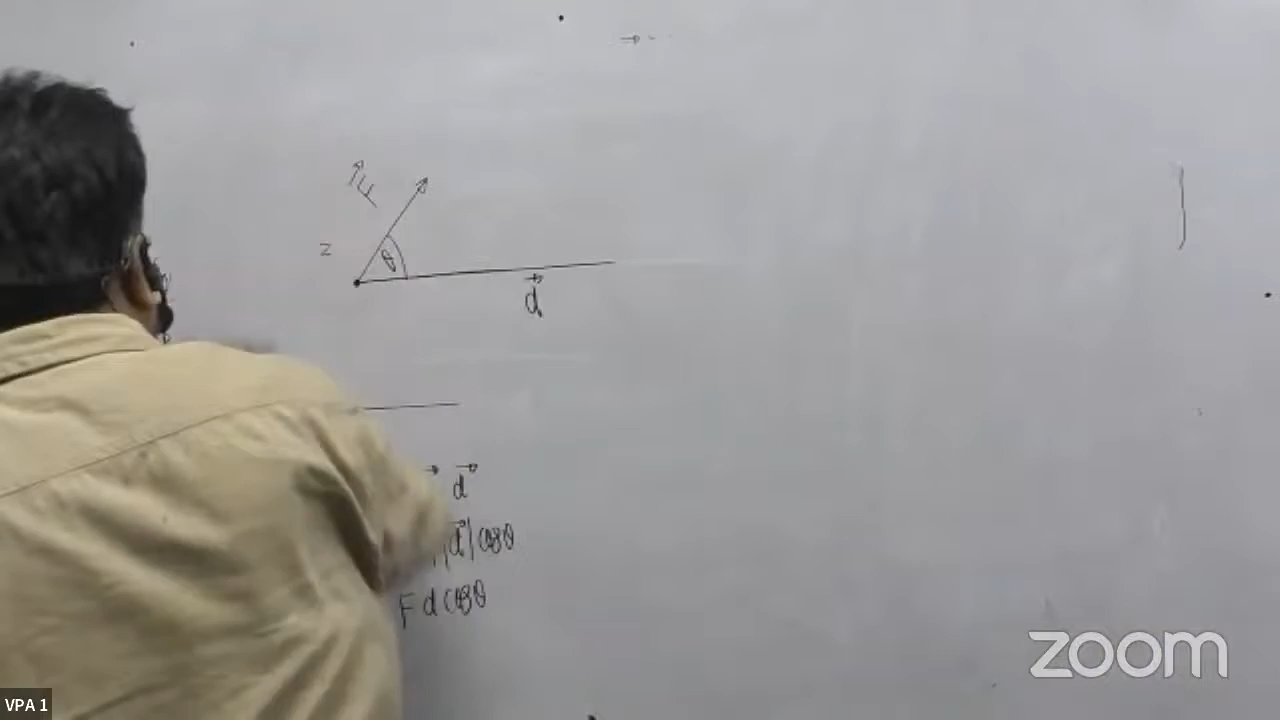 F
θ
d
d
d| cosθ
F d cosθ
zoom
VPA 1